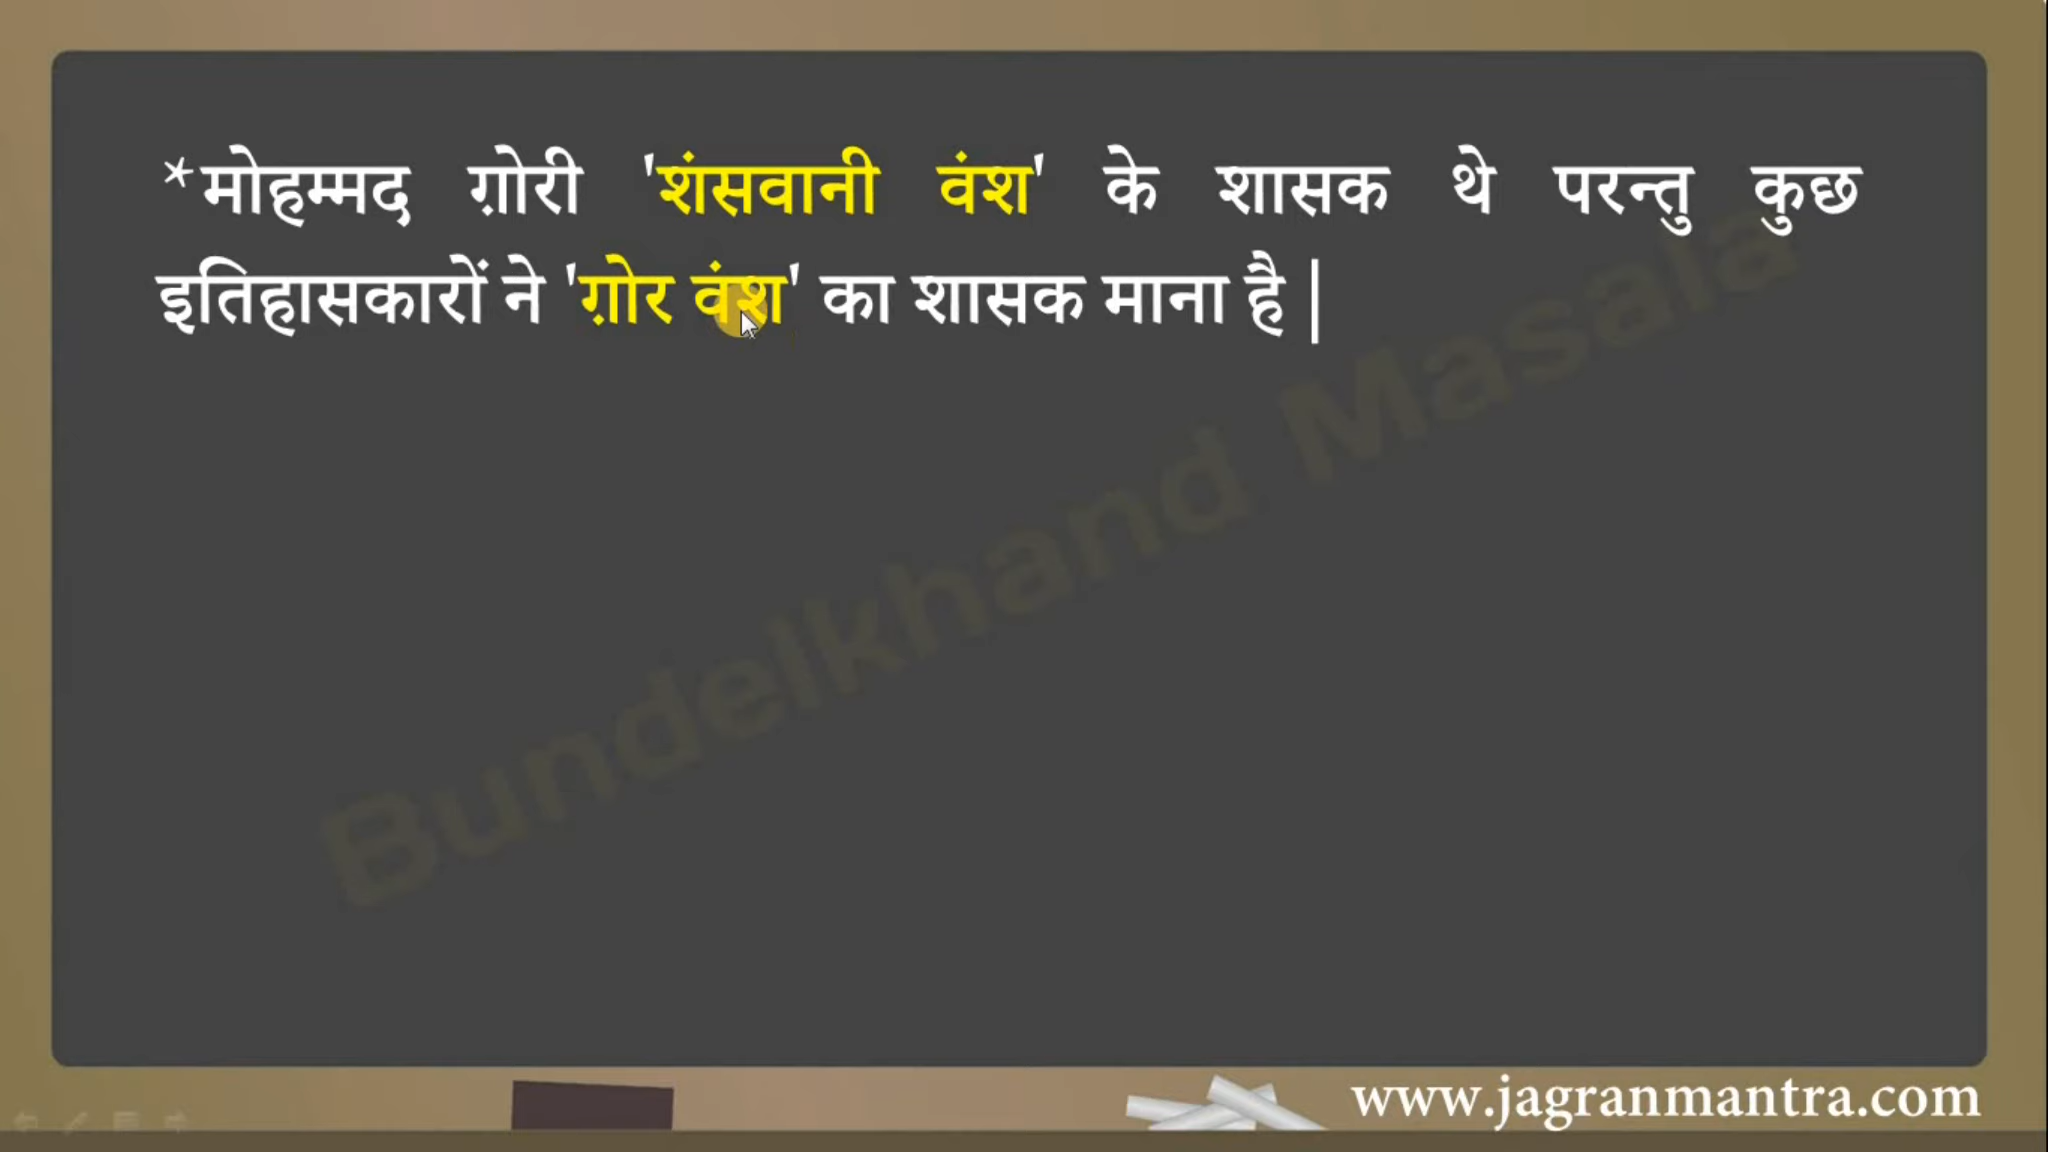 *मोहम्मद ग़ोरी 'शंसवानी वंश' के शासक थे परन्तु कुछ
इतिहासकारों ने 'ग़ोर वंश' का शासक माना है |
Bundelkhand Masala
www.jagranmantra.com